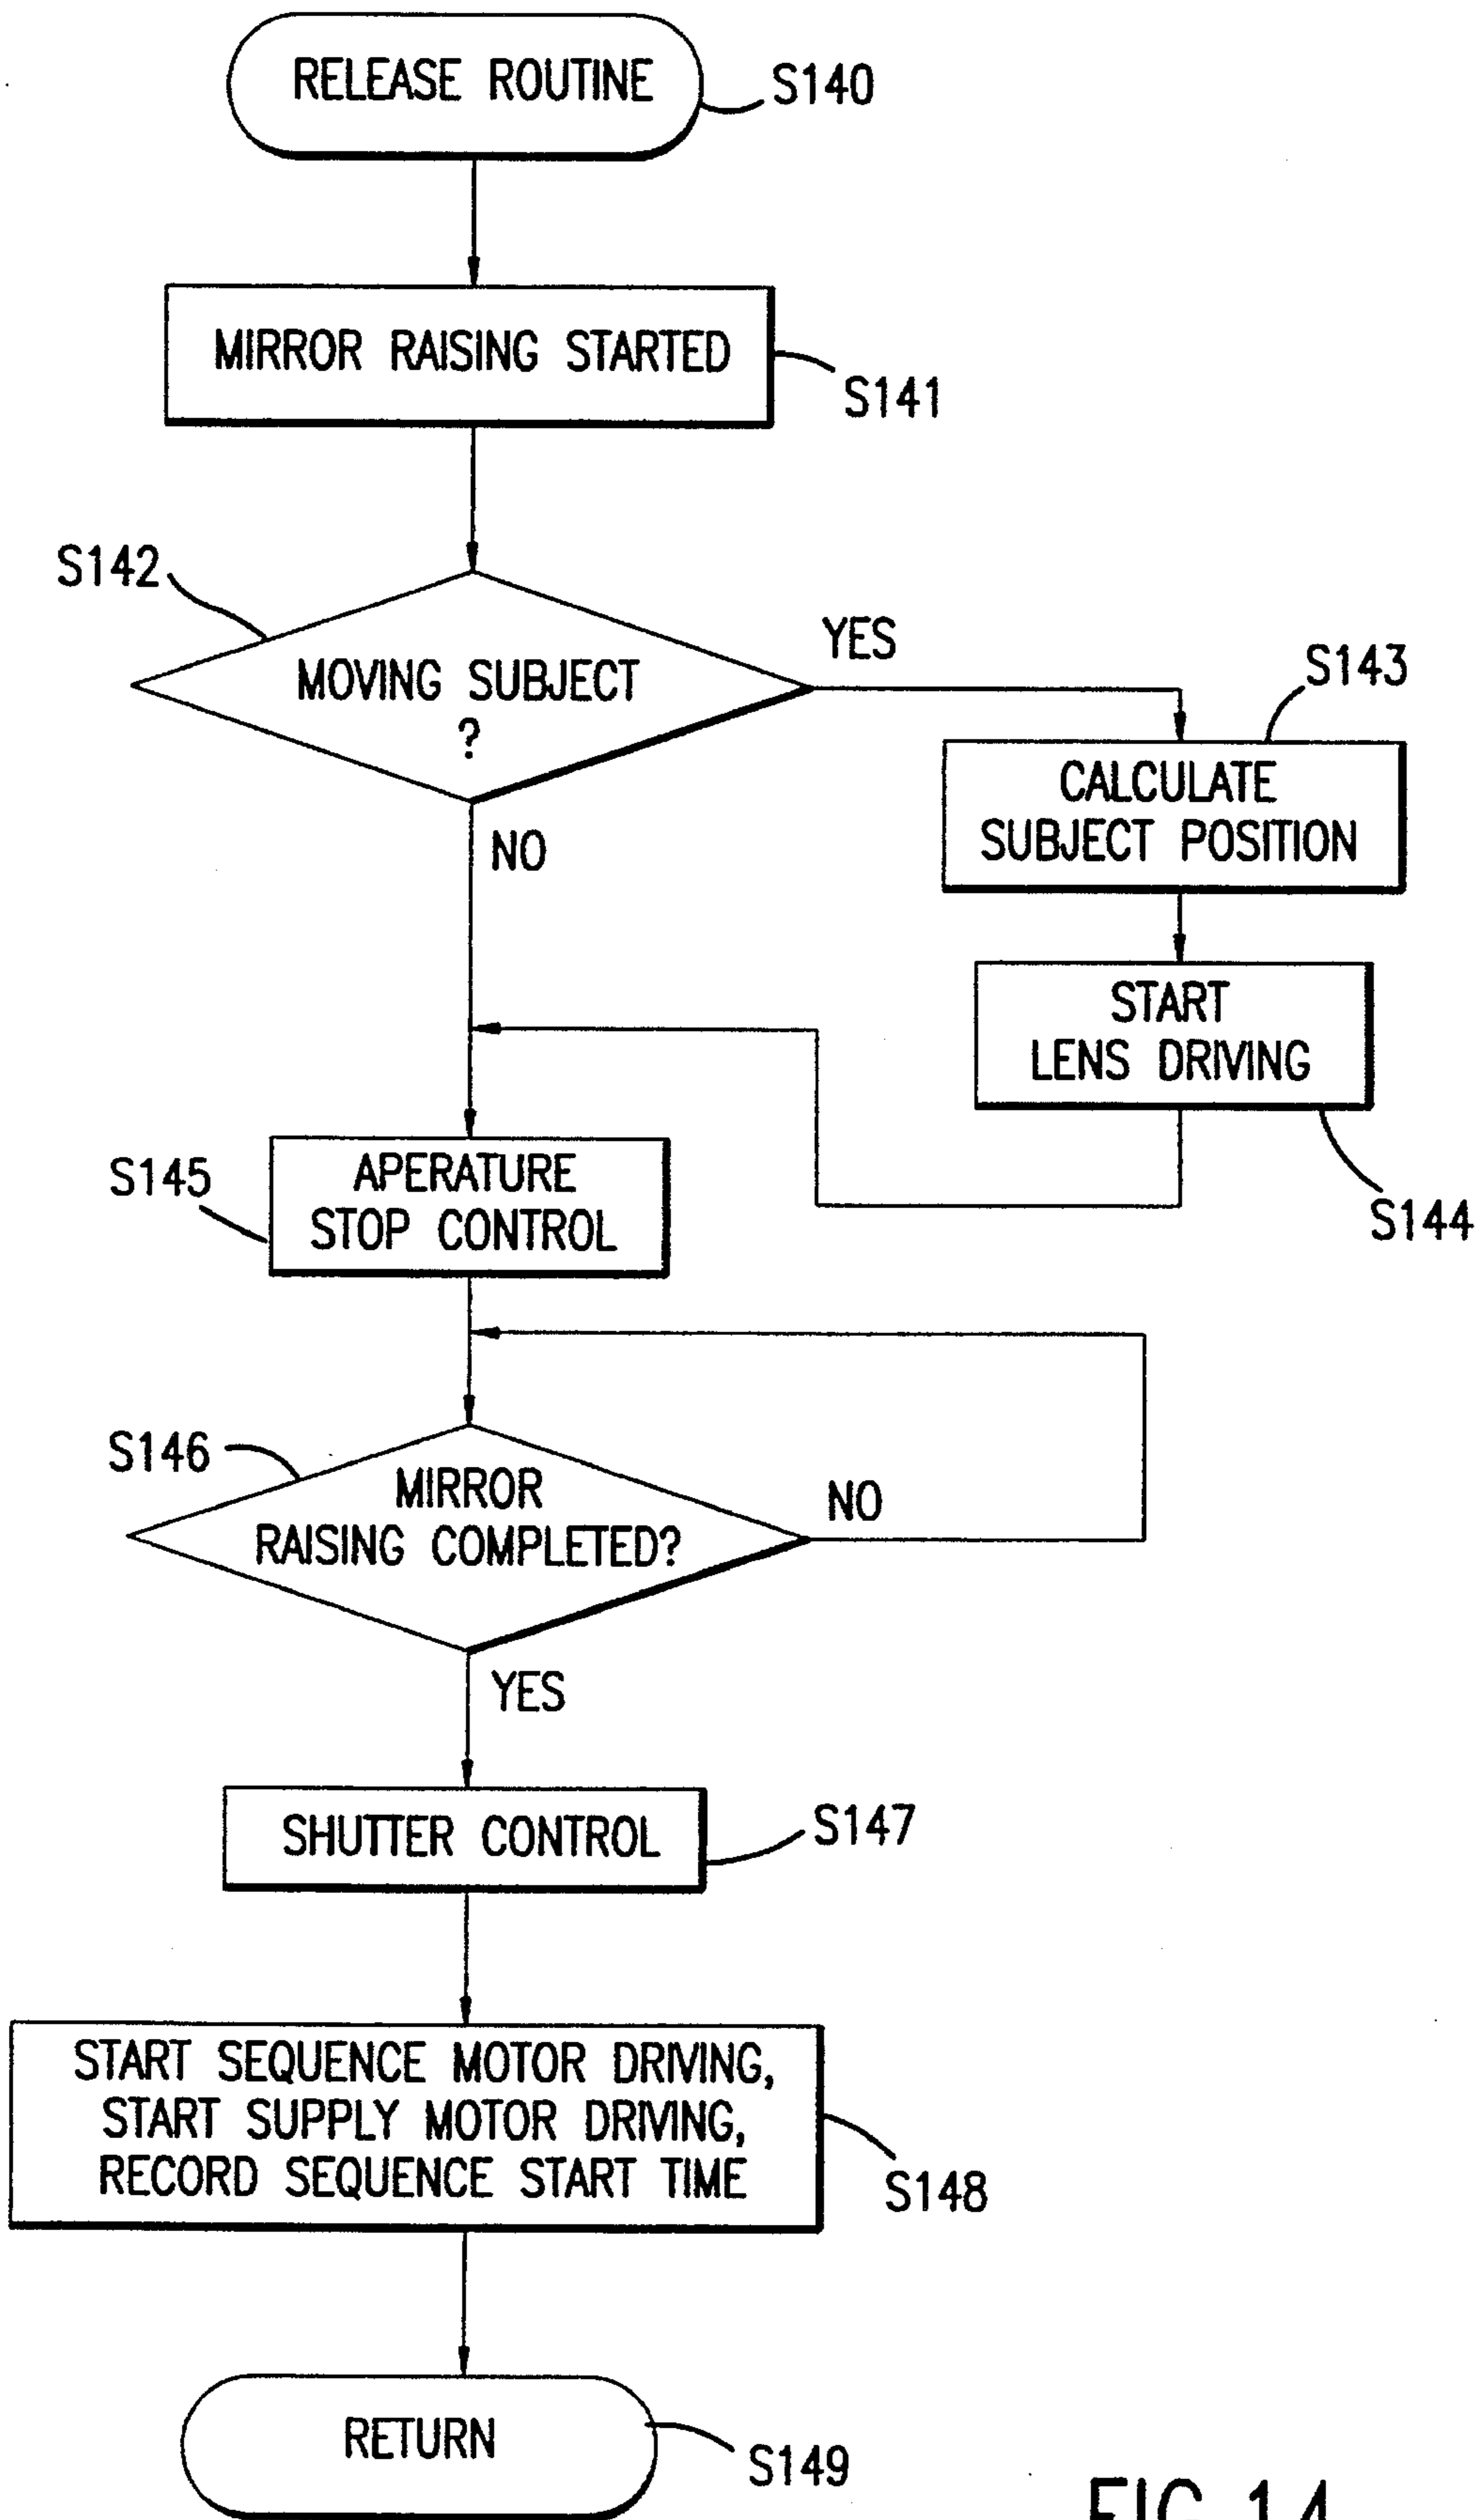 RELEASE ROUTINE
S140
MIRROR RAISING STARTED
S141
S142
MOVING SUBJECT
?
YES
NO
S143
CALCULATE
SUBJECT POSITION
START
LENS DRIVING
S144
S145
APERATURE
STOP CONTROL
S146
MIRROR
RAISING COMPLETED?
NO
YES
SHUTTER CONTROL
S147
START SEQUENCE MOTOR DRIVING,
START SUPPLY MOTOR DRIVING,
RECORD SEQUENCE START TIME
S148
RETURN
S149
FIG.14